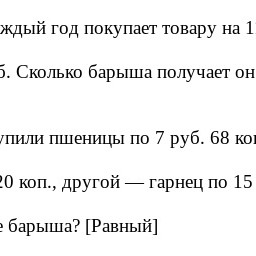 ждый год покупает товару на 1
б. Сколько барыша получает он
упили пшеницы по 7 руб. 68 ко
20 коп., другой — гарнец по 15
е барыша? [Равный]